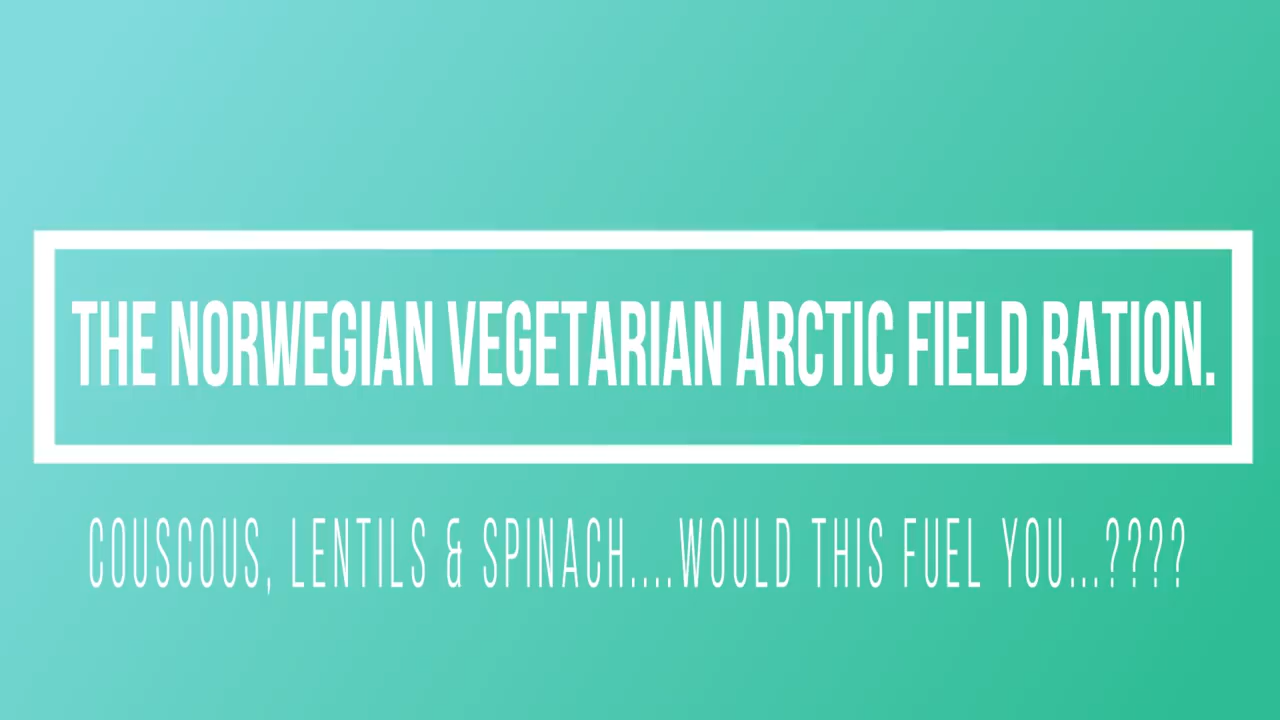 THE NORWEGIAN VEGETARIAN ARCTIC FIELD RATION.
COUSCOUS, LENTILS & SPINACH....WOULD THIS FUEL YOU...????